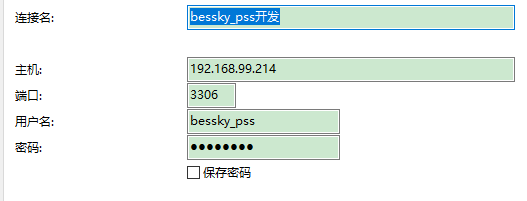 连接名: bessky_pss开发
主机: 192.168.99.214
端口: 3306
用户名: bessky_pss
密码: ●●●●●●●●
保存密码